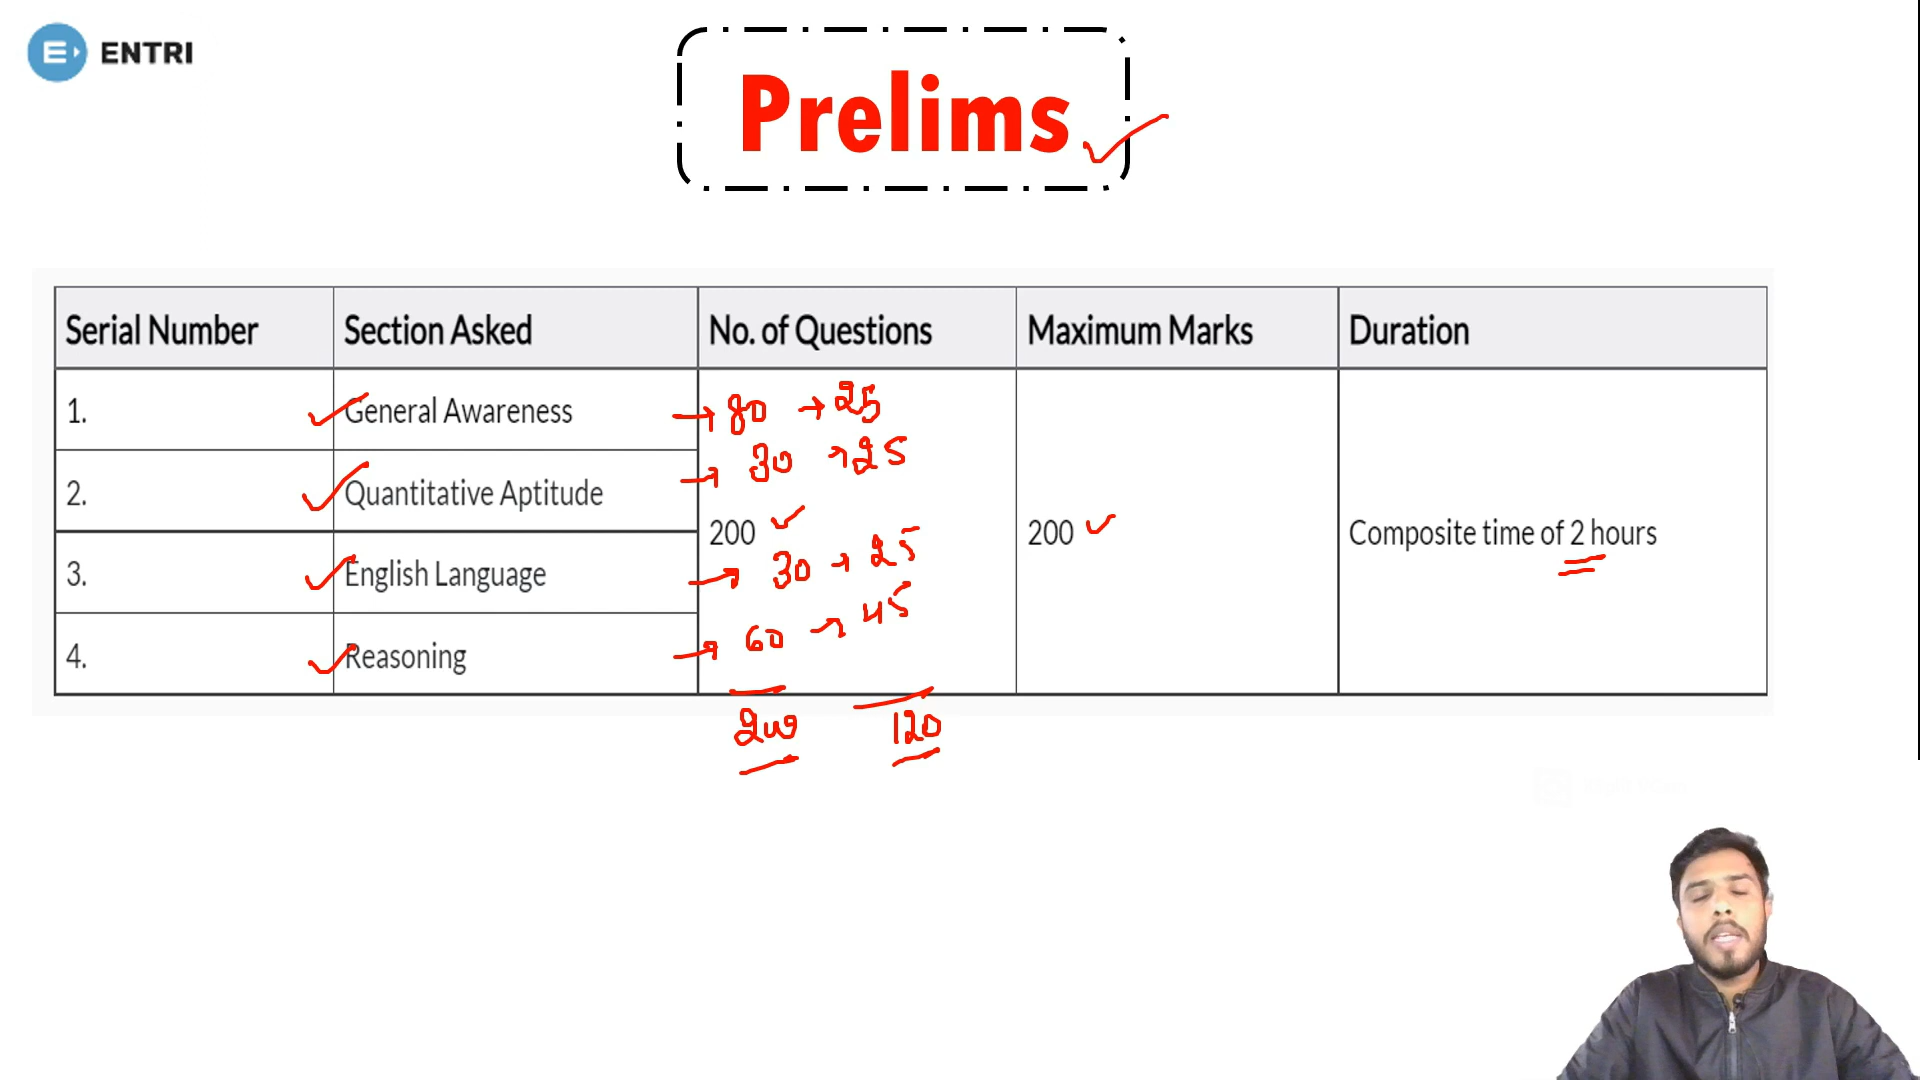 ENTRI
Prelims
Serial Number Section Asked No. of Questions Maximum Marks Duration
1. General Awareness → 80 → 25
2. Quantitative Aptitude → 30 → 25
200 200 Composite time of 2 hours
3. English Language → 30 → 25
4. Reasoning → 60 → 45
200 120